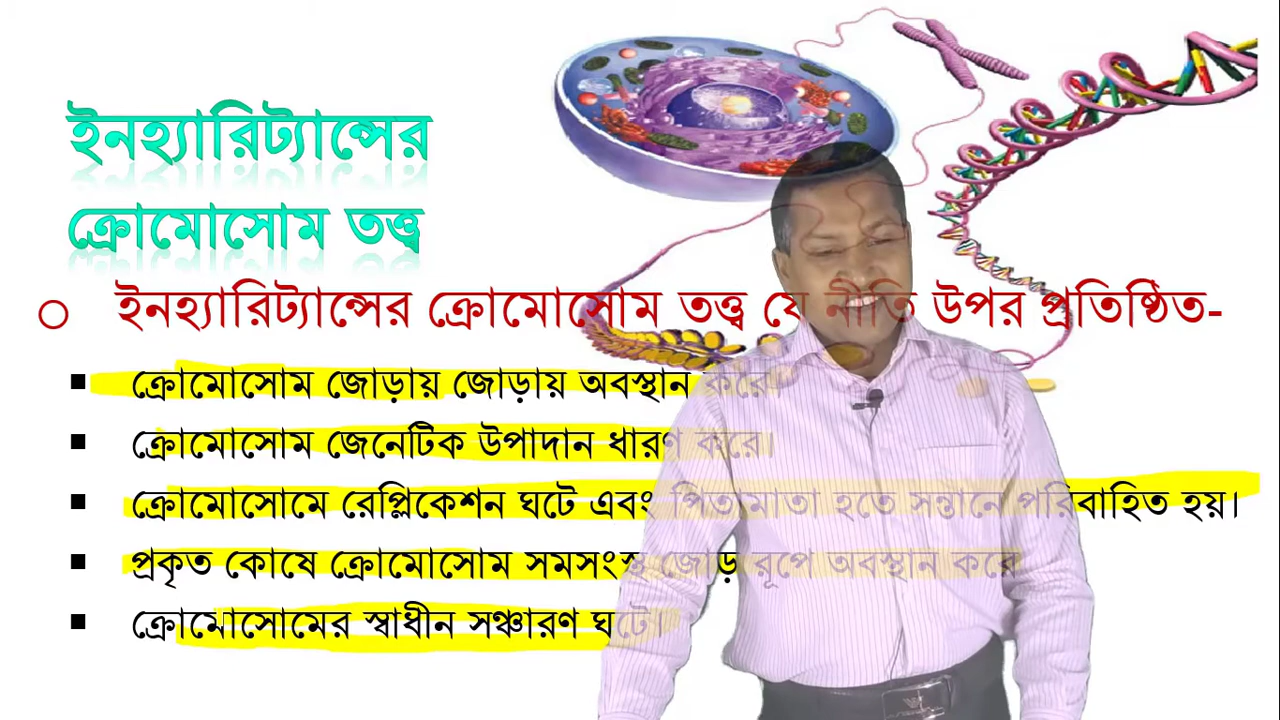 ইনহ্যারিট্যান্সের
ক্রোমোসোম তত্ত্ব
ইনহ্যারিট্যান্সের ক্রোমোসোম তত্ত্ব যে নীতি উপর প্রতিষ্ঠিত-
ক্রোমোসোম জোড়ায় জোড়ায় অবস্থান করে।
ক্রোমোসোম জেনেটিক উপাদান ধারণ করে।
ক্রোমোসোমে রেপ্লিকেশন ঘটে এবং পিতামাতা হতে সন্তানে পরিবাহিত হয়।
প্রকৃত কোষে ক্রোমোসোম সমসংস্থ জোড় রূপে অবস্থান করে
ক্রোমোসোমের স্বাধীন সঞ্চারণ ঘটে।